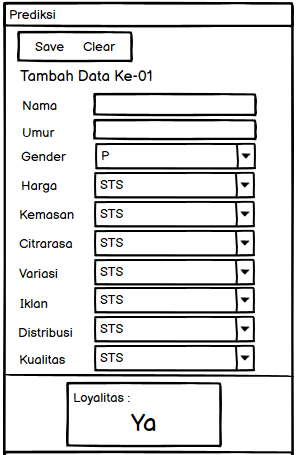 Prediksi
Save Clear
Tambah Data Ke-01
Nama
Umur
Gender P
Harga STS
Kemasan STS
Citrarasa STS
Variasi STS
Iklan STS
Distribusi STS
Kualitas STS
Loyalitas :
Ya